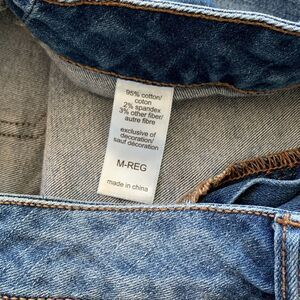 95% cotton/
coton
2% spandex
3% other fiber/
autre fibre
exclusive of
decoration/
sauf décoration
M-REG
made in china